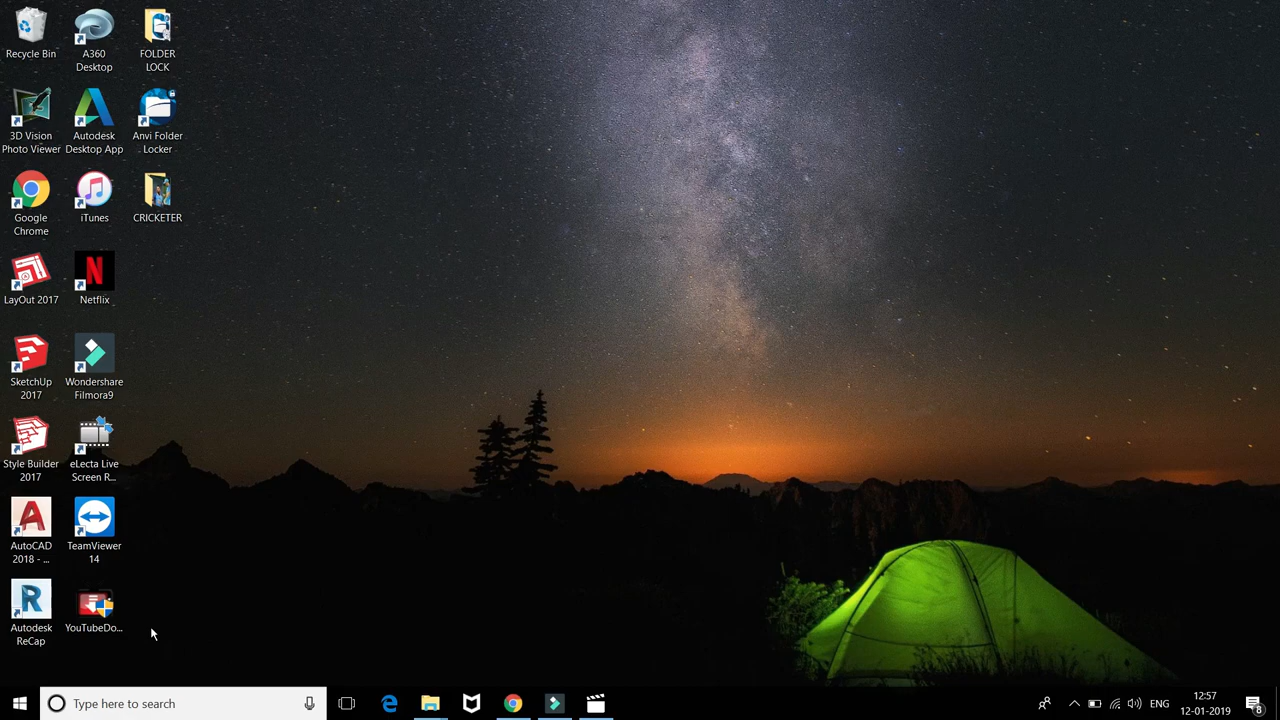 Recycle Bin
A360
Desktop
FOLDER
LOCK
3D Vision
Photo Viewer
Autodesk
Desktop App
Anvi Folder
Locker
Google
Chrome
iTunes
CRICKETER
LayOut 2017
Netflix
SketchUp
2017
Wondershare
Filmora9
Style Builder
2017
eLecta Live
Screen R...
AutoCAD
2018 - ...
TeamViewer
14
Autodesk
ReCap
YouTubeDo...
Type here to search
ENG
12:57
12-01-2019
8